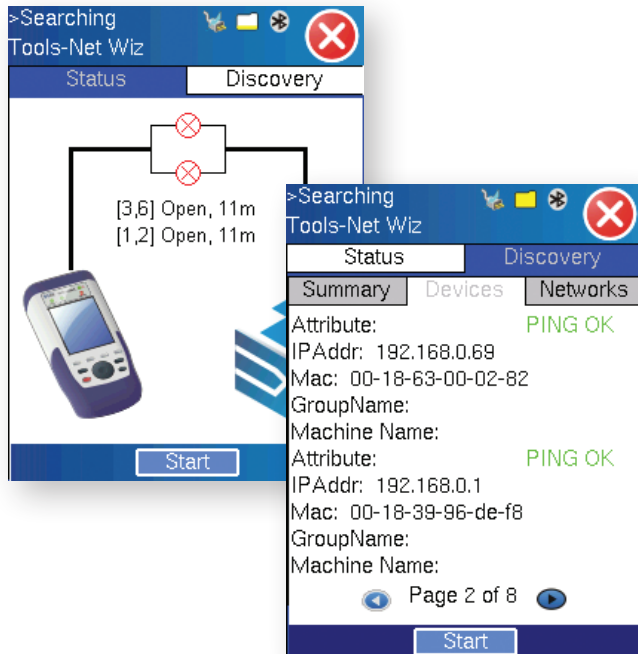 >Searching
Tools-Net Wiz
Status Discovery
[3,6] Open, 11m
[1,2] Open, 11m
Start
>Searching
Tools-Net Wiz
Status Discovery
Summary Devices Networks
Attribute: PING OK
IPAddr: 192.168.0.69
Mac: 00-18-63-00-02-82
GroupName:
Machine Name:
Attribute: PING OK
IPAddr: 192.168.0.1
Mac: 00-18-39-96-de-f8
GroupName:
Machine Name:
Page 2 of 8
Start